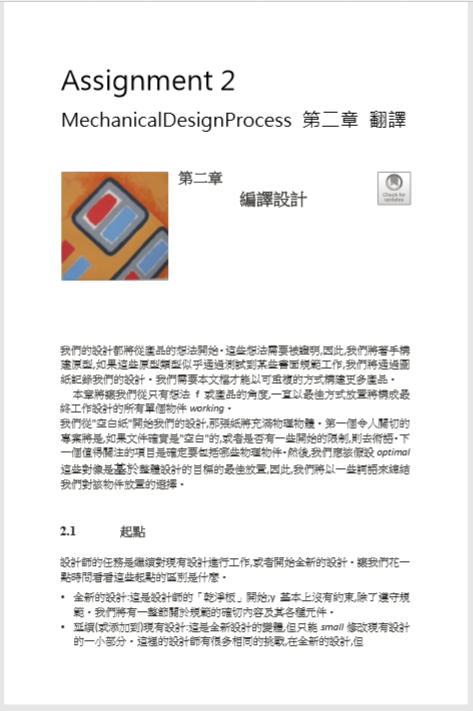 Assignment 2
MechanicalDesignProcess 第二章 翻譯
第二章
編譯設計
Check for
updates
我們的設計都將從產品的想法開始。這些想法需要被證明,因此,我們將著手構
建原型,如果這些原型類型似乎通過測試到某些書面規範工作,我們將通過圖
紙記錄我們的設計。我們需要本文檔才能以可重複的方式構建更多產品。
本章將讓我們從只有想法 f 或產品的角度,一直以最佳方式放置將構成最
終工作設計的所有單個物件 working。
我們從"空白紙"開始我們的設計,那張紙將充滿物理物體。第一個令人關切的
專案將是,如果文件確實是"空白"的,或者是否有一些開始的限制,則去術語。下
一個值得關注的項目是確定要包括哪些物理物件。然後,我們應該假設 optimal
這些對像是基於整體設計的目標的最佳放置,因此,我們將以一些詞語來總結
我們對該物件放置的選擇。
2.1 起點
設計師的任務是繼續對現有設計進行工作,或者開始全新的設計。讓我們花一
點時間看看這些起點的區別是什麼。
• 全新的設計:這是設計師的「乾淨板」開始;y 基本上沒有約束,除了遵守規
範。我們將有一整節關於規範的確切內容及其各種元件。
• 延續(或添加到)現有設計:這是全新設計的變體,但只能 small 修改現有設計
的一小部分。這裡的設計師有很多相同的挑戰,在全新的設計,但